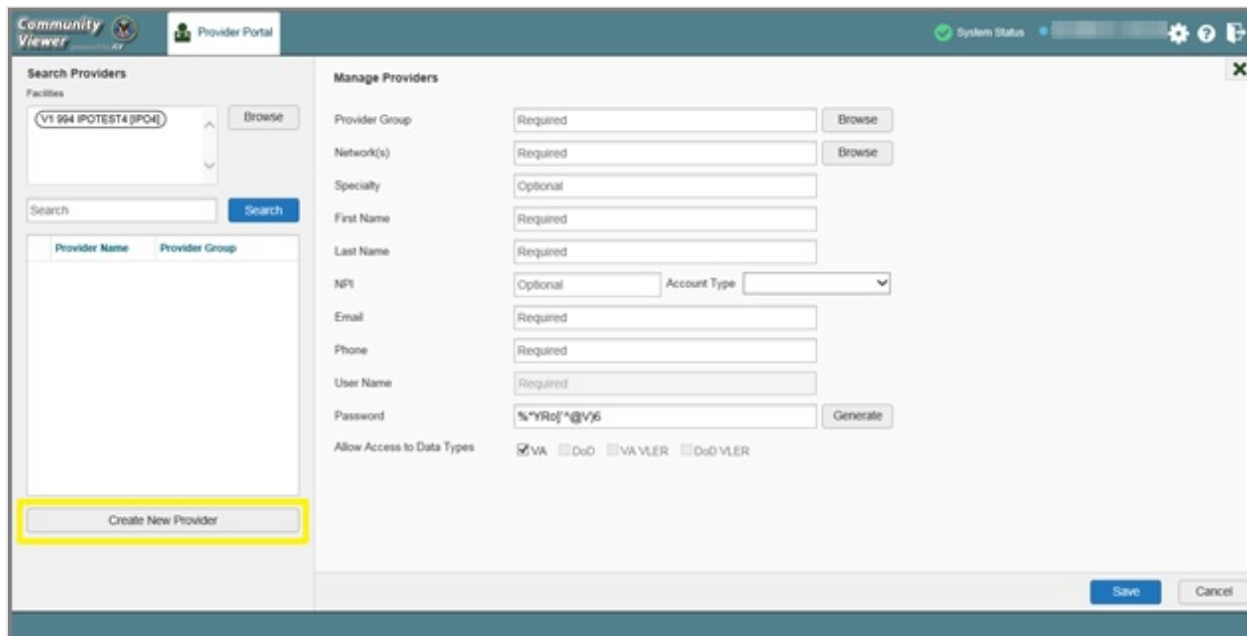 Community Viewer powered by JLV
Provider Portal
System Status
Search Providers
Facilities
V1 994 IPOTEST4 [IPO4]
Browse
Search
Search
Provider Name Provider Group
Create New Provider
Manage Providers
Provider Group Required Browse
Network(s) Required Browse
Specialty Optional
First Name Required
Last Name Required
NPI Optional Account Type
Email Required
Phone Required
User Name Required
Password Generate
Allow Access to Data Types VA DoD VA VLER DoD VLER
Save Cancel